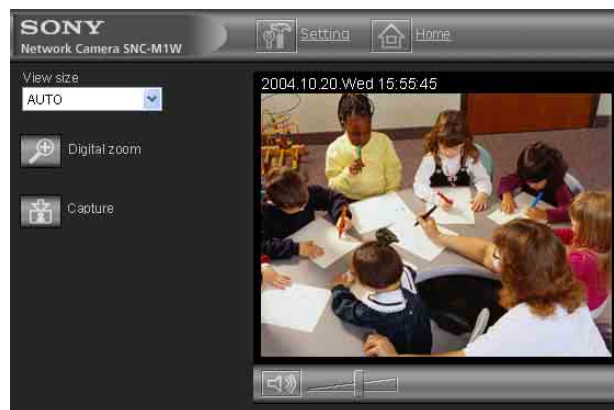 SONY
Network Camera SNC-M1W
Setting
Home
View size
AUTO
Digital zoom
Capture
2004.10.20.Wed 15:55:45